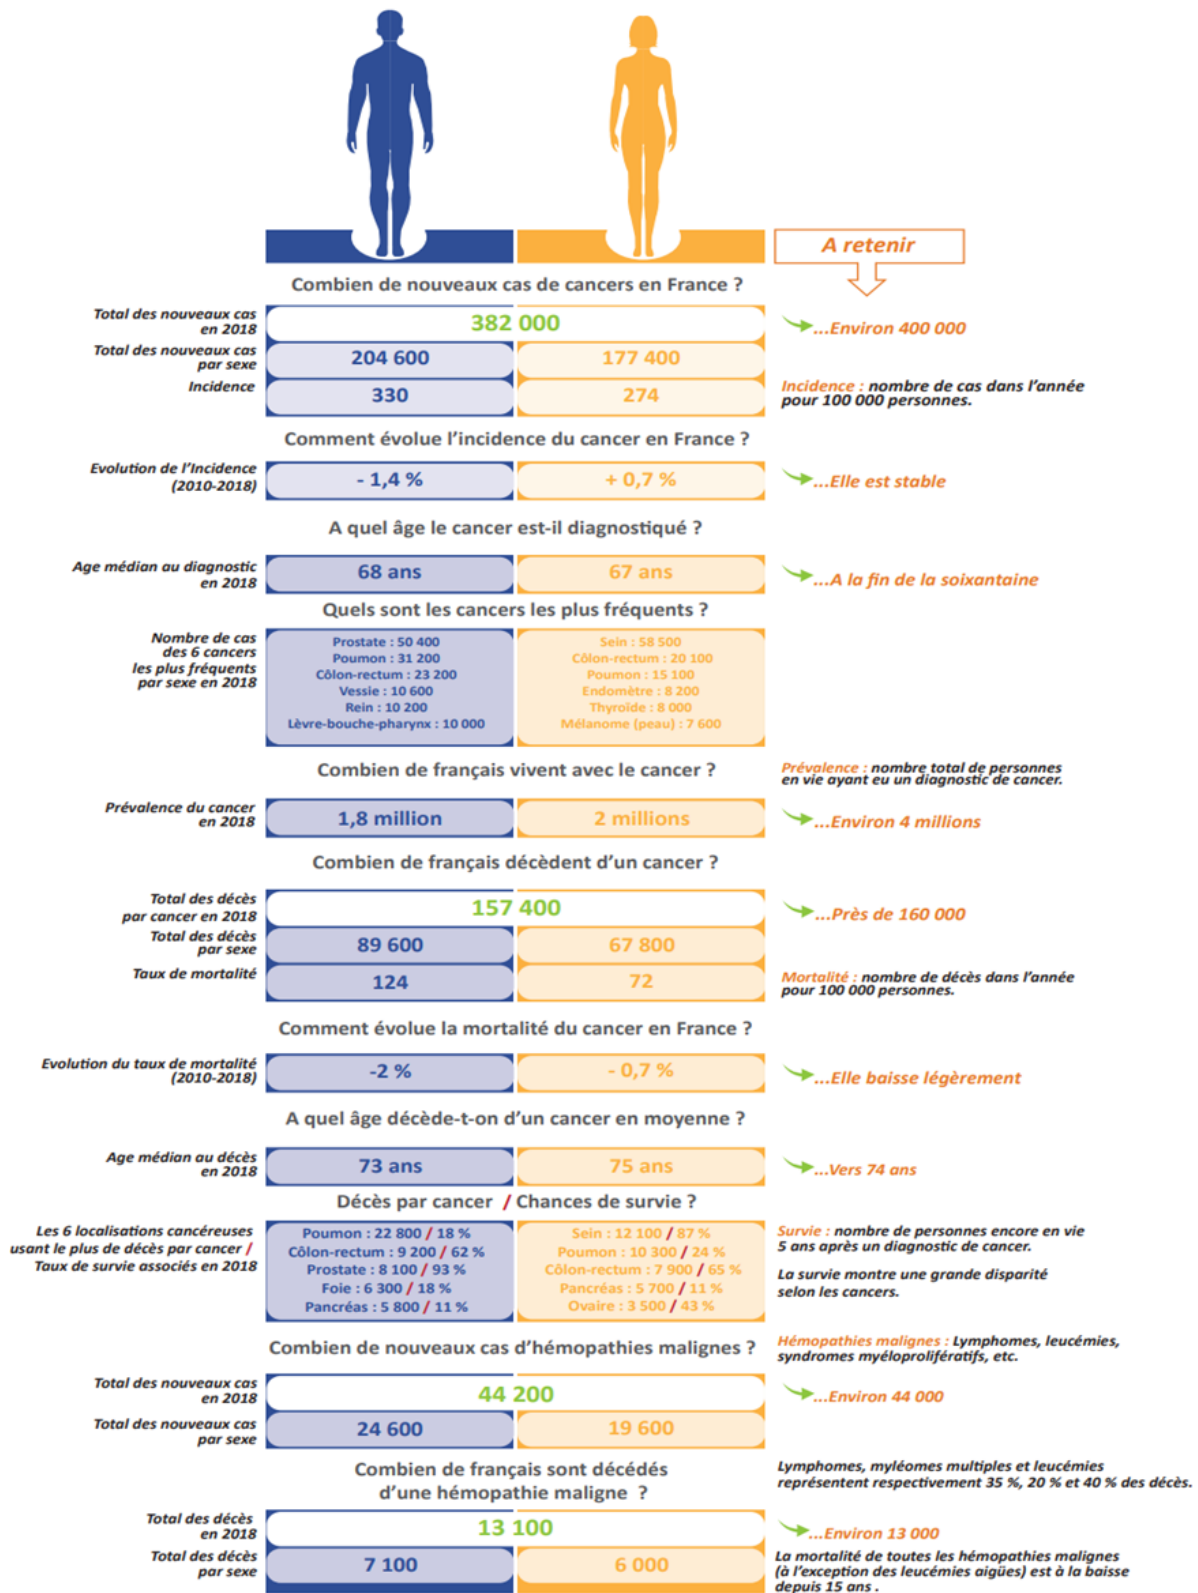 A retenir
Combien de nouveaux cas de cancers en France ?
Total des nouveaux cas
en 2018
382 000
...Environ 400 000
Total des nouveaux cas
par sexe
204 600
177 400
Incidence
330
274
Incidence : nombre de cas dans l’année
pour 100 000 personnes.
Comment évolue l’incidence du cancer en France ?
Evolution de l’Incidence
(2010-2018)
- 1,4 %
+ 0,7 %
...Elle est stable
A quel âge le cancer est-il diagnostiqué ?
Age médian au diagnostic
en 2018
68 ans
67 ans
...A la fin de la soixantaine
Quels sont les cancers les plus fréquents ?
Nombre de cas
des 6 cancers
les plus fréquents
par sexe en 2018
Prostate : 50 400
Poumon : 31 200
Côlon-rectum : 23 200
Vessie : 10 600
Rein : 10 200
Lèvre-bouche-pharynx : 10 000
Sein : 58 500
Côlon-rectum : 20 100
Poumon : 15 100
Endomètre : 8 200
Thyroïde : 8 000
Mélanome (peau) : 7 600
Combien de français vivent avec le cancer ?
Prévalence : nombre total de personnes
en vie ayant eu un diagnostic de cancer.
Prévalence du cancer
en 2018
1,8 million
2 millions
...Environ 4 millions
Combien de français décèdent d’un cancer ?
Total des décès
par cancer en 2018
157 400
...Près de 160 000
Total des décès
par sexe
89 600
67 800
Taux de mortalité
124
72
Mortalité : nombre de décès dans l’année
pour 100 000 personnes.
Comment évolue la mortalité du cancer en France ?
Evolution du taux de mortalité
(2010-2018)
-2 %
- 0,7 %
...Elle baisse légèrement
A quel âge décède-t-on d’un cancer en moyenne ?
Age médian au décès
en 2018
73 ans
75 ans
...Vers 74 ans
Décès par cancer / Chances de survie ?
Les 6 localisations cancéreuses
usant le plus de décès par cancer /
Taux de survie associés en 2018
Poumon : 22 800 / 18 %
Côlon-rectum : 9 200 / 62 %
Prostate : 8 100 / 93 %
Foie : 6 300 / 18 %
Pancréas : 5 800 / 11 %
Sein : 12 100 / 87 %
Poumon : 10 300 / 24 %
Côlon-rectum : 7 900 / 65 %
Pancréas : 5 700 / 11 %
Ovaire : 3 500 / 43 %
Survie : nombre de personnes encore en vie
5 ans après un diagnostic de cancer.
La survie montre une grande disparité
selon les cancers.
Combien de nouveaux cas d’hémopathies malignes ?
Hémopathies malignes : Lymphomes, leucémies,
syndromes myéloprolifératifs, etc.
Total des nouveaux cas
en 2018
44 200
...Environ 44 000
Total des nouveaux cas
par sexe
24 600
19 600
Combien de français sont décédés
d’une hémopathie maligne ?
Lymphomes, myléomes multiples et leucémies
représentent respectivement 35 %, 20 % et 40 % des décès.
Total des décès
en 2018
13 100
...Environ 13 000
Total des décès
par sexe
7 100
6 000
La mortalité de toutes les hémopathies malignes
(à l’exception des leucémies aigües) est à la baisse
depuis 15 ans .